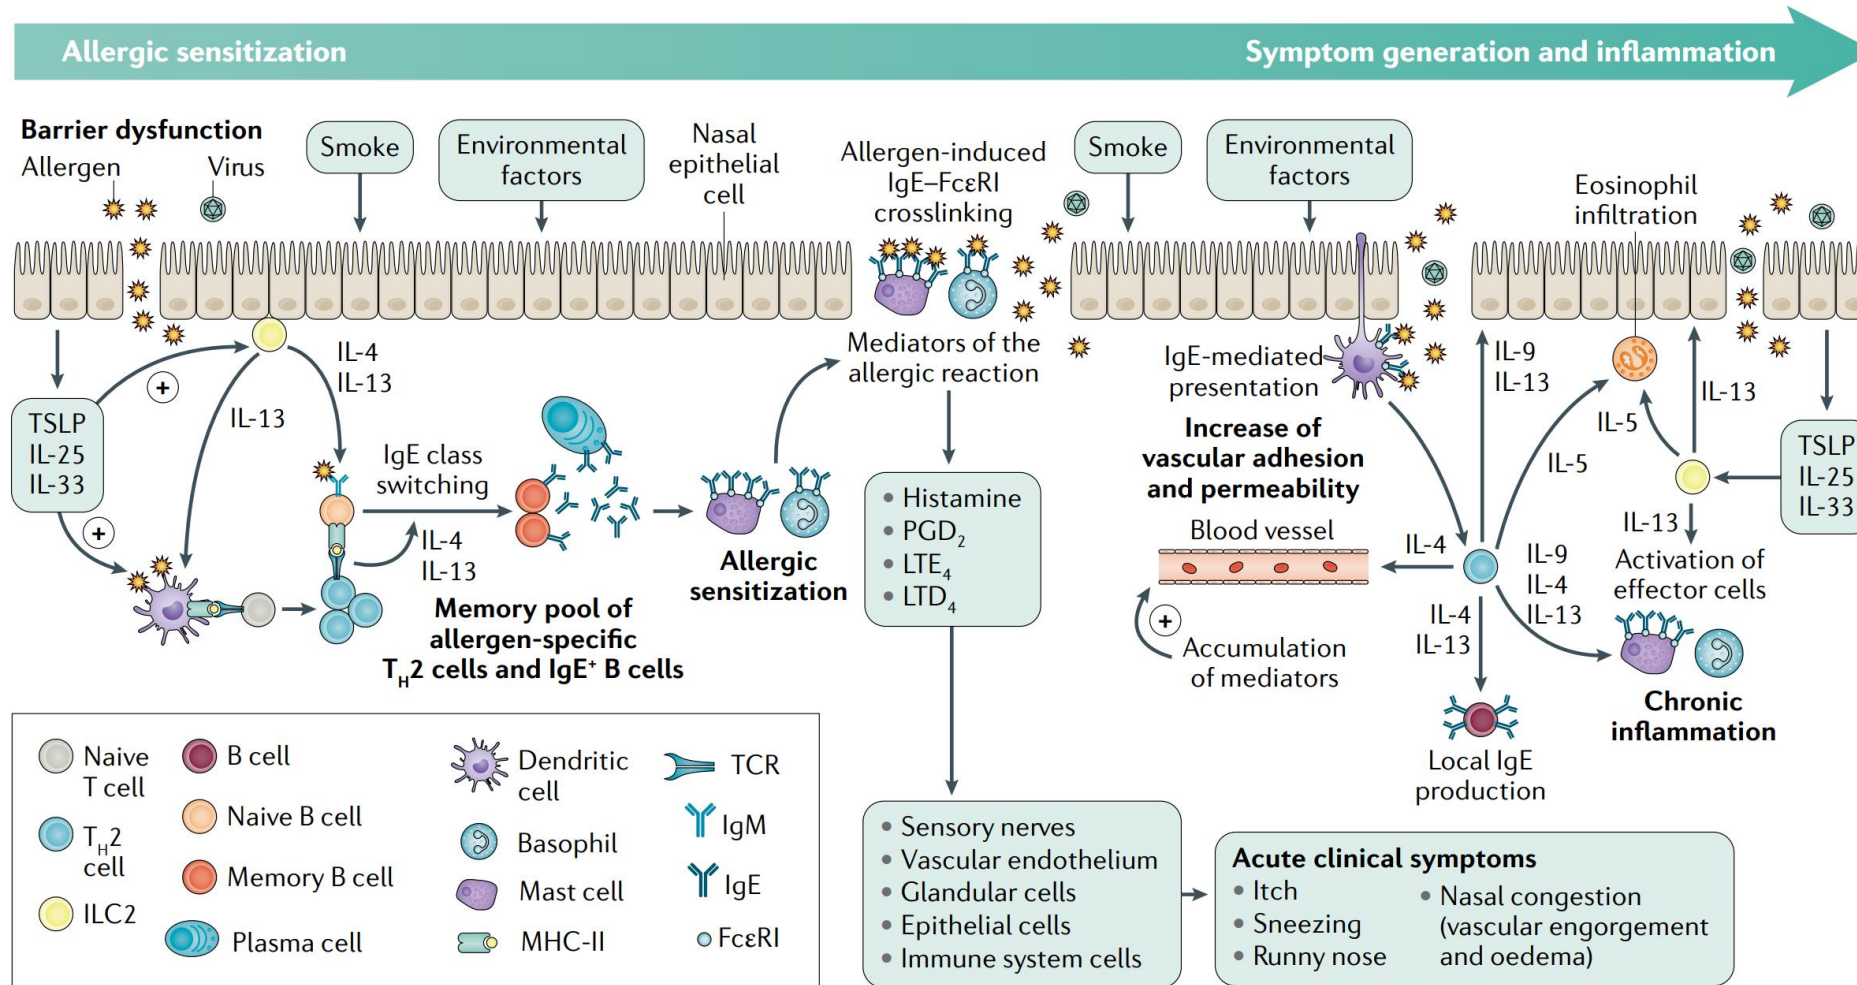 Allergic sensitization
Symptom generation and inflammation
Barrier dysfunction
Allergen
Virus
Smoke
Environmental
factors
Nasal
epithelial
cell
Allergen-induced
IgE–FcεRI
crosslinking
Smoke
Environmental
factors
Eosinophil
infiltration
TSLP
IL-25
IL-33
+
+
IL-13
IL-4
IL-13
IgE class
switching
IL-4
IL-13
Memory pool of
allergen-specific
TH2 cells and IgE+ B cells
Allergic
sensitization
Mediators of the
allergic reaction
• Histamine
• PGD2
• LTE4
• LTD4
• Sensory nerves
• Vascular endothelium
• Glandular cells
• Epithelial cells
• Immune system cells
Acute clinical symptoms
• Itch
• Sneezing
• Runny nose
• Nasal congestion
(vascular engorgement
and oedema)
IgE-mediated
presentation
Increase of
vascular adhesion
and permeability
Blood vessel
IL-4
+
Accumulation
of mediators
IL-9
IL-13
IL-5
IL-5
IL-13
TSLP
IL-25
IL-33
IL-13
Activation of
effector cells
IL-9
IL-4
IL-13
IL-4
IL-13
Chronic
inflammation
Local IgE
production
Naive
T cell
TH2
cell
ILC2
B cell
Naive B cell
Memory B cell
Plasma cell
Dendritic
cell
Basophil
Mast cell
MHC-II
TCR
IgM
IgE
FcεRI